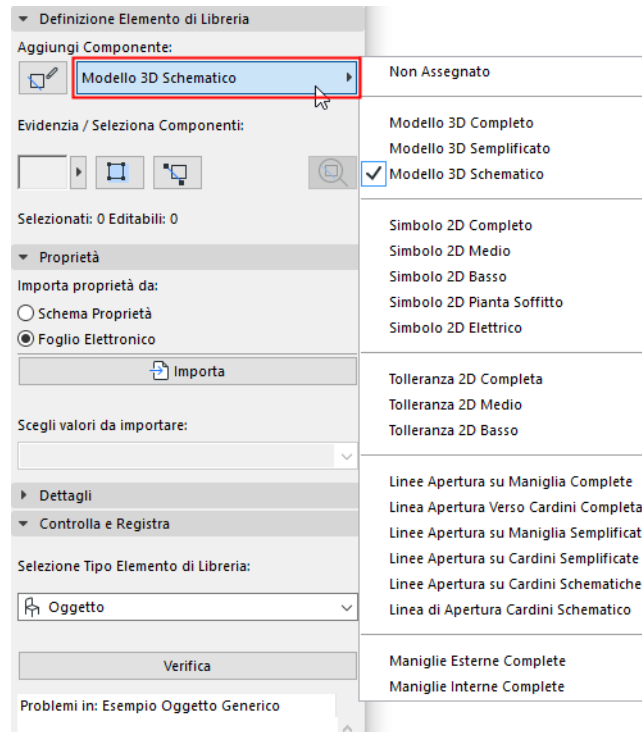 Definizione Elemento di Libreria
Aggiungi Componente:
Modello 3D Schematico
Evidenzia / Seleziona Componenti:
Selezionati: 0 Editabili: 0
Proprietà
Importa proprietà da:
Schema Proprietà
Foglio Elettronico
Importa
Scegli valori da importare:
Dettagli
Controlla e Registra
Selezione Tipo Elemento di Libreria:
Oggetto
Verifica
Problemi in: Esempio Oggetto Generico
Non Assegnato
Modello 3D Completo
Modello 3D Semplificato
Modello 3D Schematico
Simbolo 2D Completo
Simbolo 2D Medio
Simbolo 2D Basso
Simbolo 2D Pianta Soffitto
Simbolo 2D Elettrico
Tolleranza 2D Completa
Tolleranza 2D Medio
Tolleranza 2D Basso
Linee Apertura su Maniglia Complete
Linea Apertura Verso Cardini Completa
Linee Apertura su Maniglia Semplificat
Linee Apertura su Cardini Semplificate
Linee Apertura su Cardini Schematiche
Linea di Apertura Cardini Schematico
Maniglie Esterne Complete
Maniglie Interne Complete